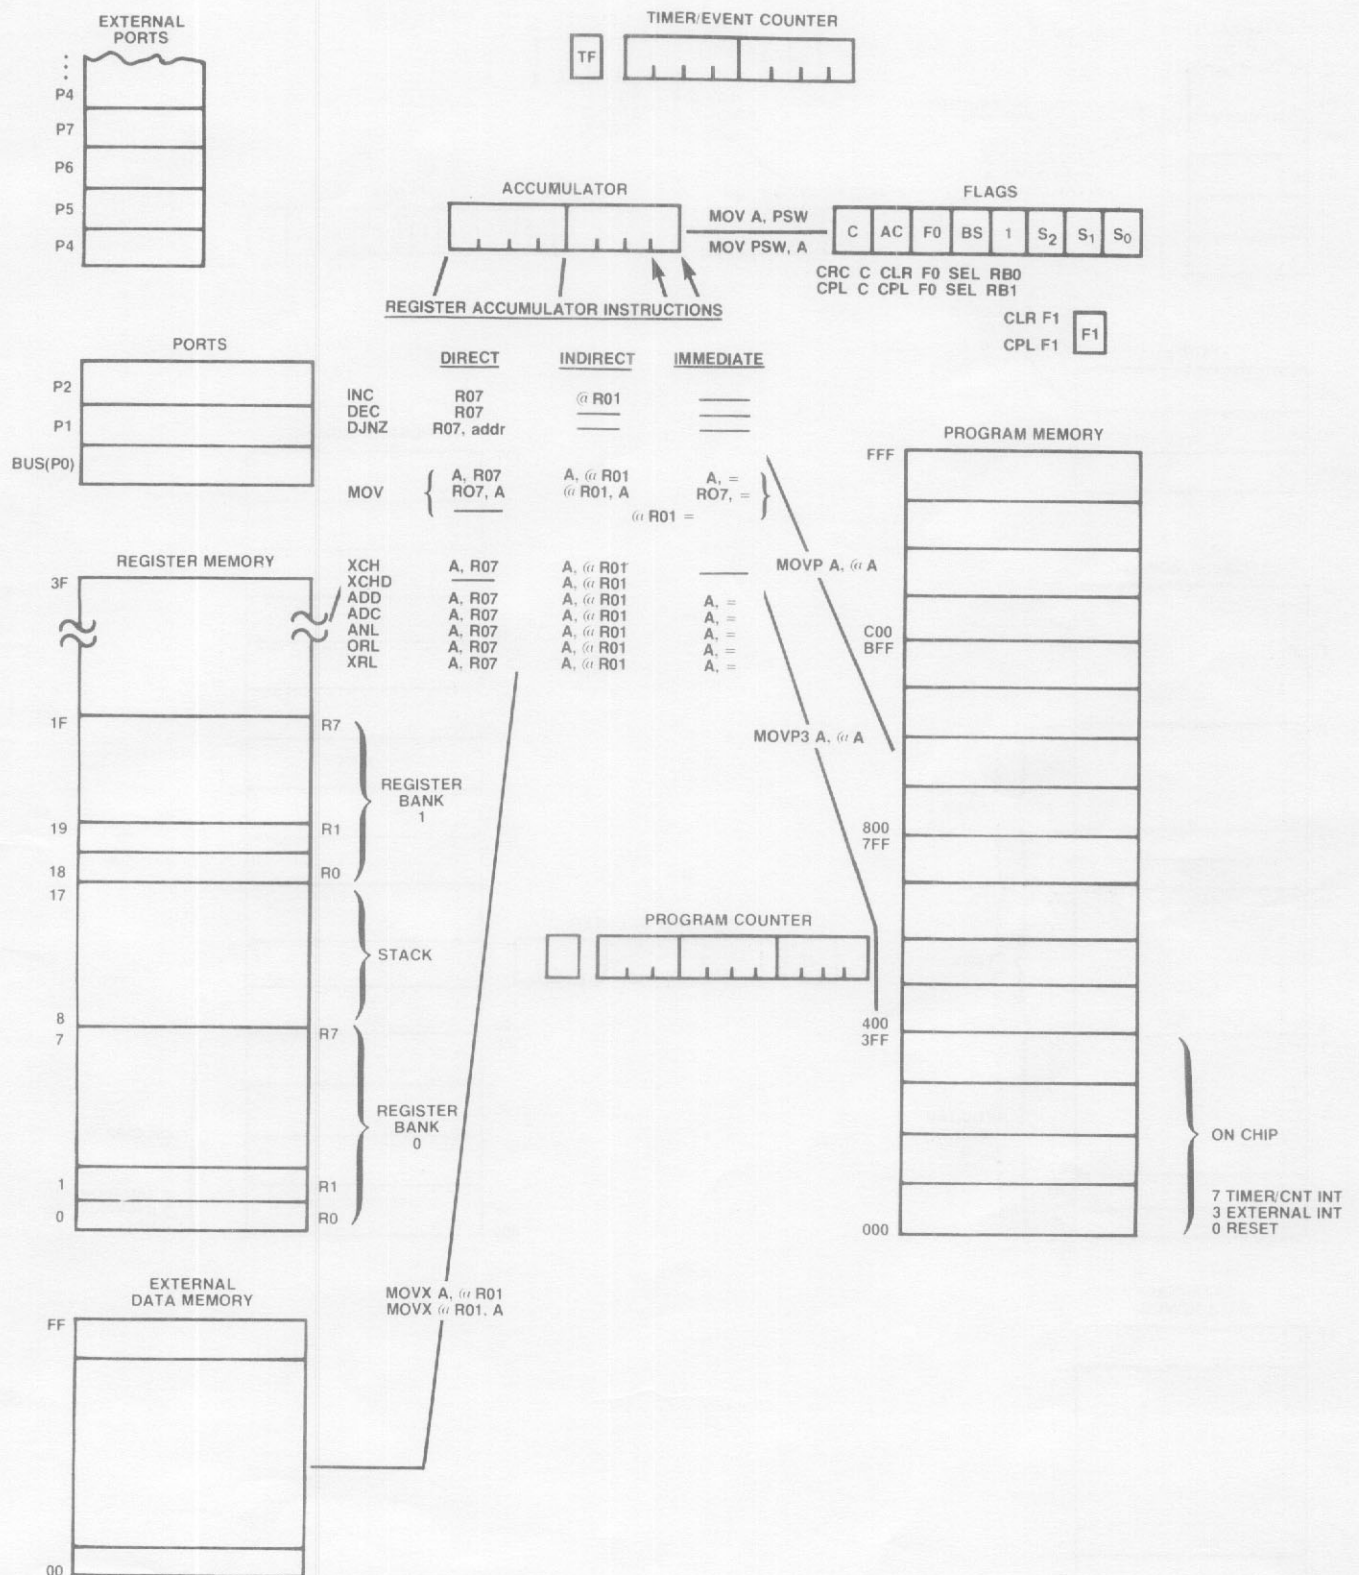 EXTERNAL
PORTS
P4
P7
P6
P5
P4
TIMER/EVENT COUNTER
TF
ACCUMULATOR
MOV A, PSW
MOV PSW, A
FLAGS
C AC F0 BS 1 S2 S1 S0
CRC C CLR F0 SEL RB0
CPL C CPL F0 SEL RB1
CLR F1
CPL F1
F1
REGISTER ACCUMULATOR INSTRUCTIONS
DIRECT INDIRECT IMMEDIATE
INC R07 @ R01
DEC R07
DJNZ R07, addr
MOV
A, R07 A, @ R01 A, =
RO7, A @ R01, A RO7, =
@ R01 =
XCH A, R07 A, @ R01
XCHD A, @ R01
ADD A, R07 A, @ R01 A, =
ADC A, R07 A, @ R01 A, =
ANL A, R07 A, @ R01 A, =
ORL A, R07 A, @ R01 A, =
XRL A, R07 A, @ R01 A, =
PORTS
P2
P1
BUS(P0)
REGISTER MEMORY
3F
1F R7
REGISTER
BANK
1
19 R1
18 R0
17
STACK
8
7 R7
REGISTER
BANK
0
1 R1
0 R0
EXTERNAL
DATA MEMORY
FF
00
MOVX A, @ R01
MOVX @ R01. A
MOVP A, @ A
MOVP3 A, @ A
PROGRAM COUNTER
PROGRAM MEMORY
FFF
C00
BFF
800
7FF
400
3FF
000
ON CHIP
7 TIMER/CNT INT
3 EXTERNAL INT
0 RESET